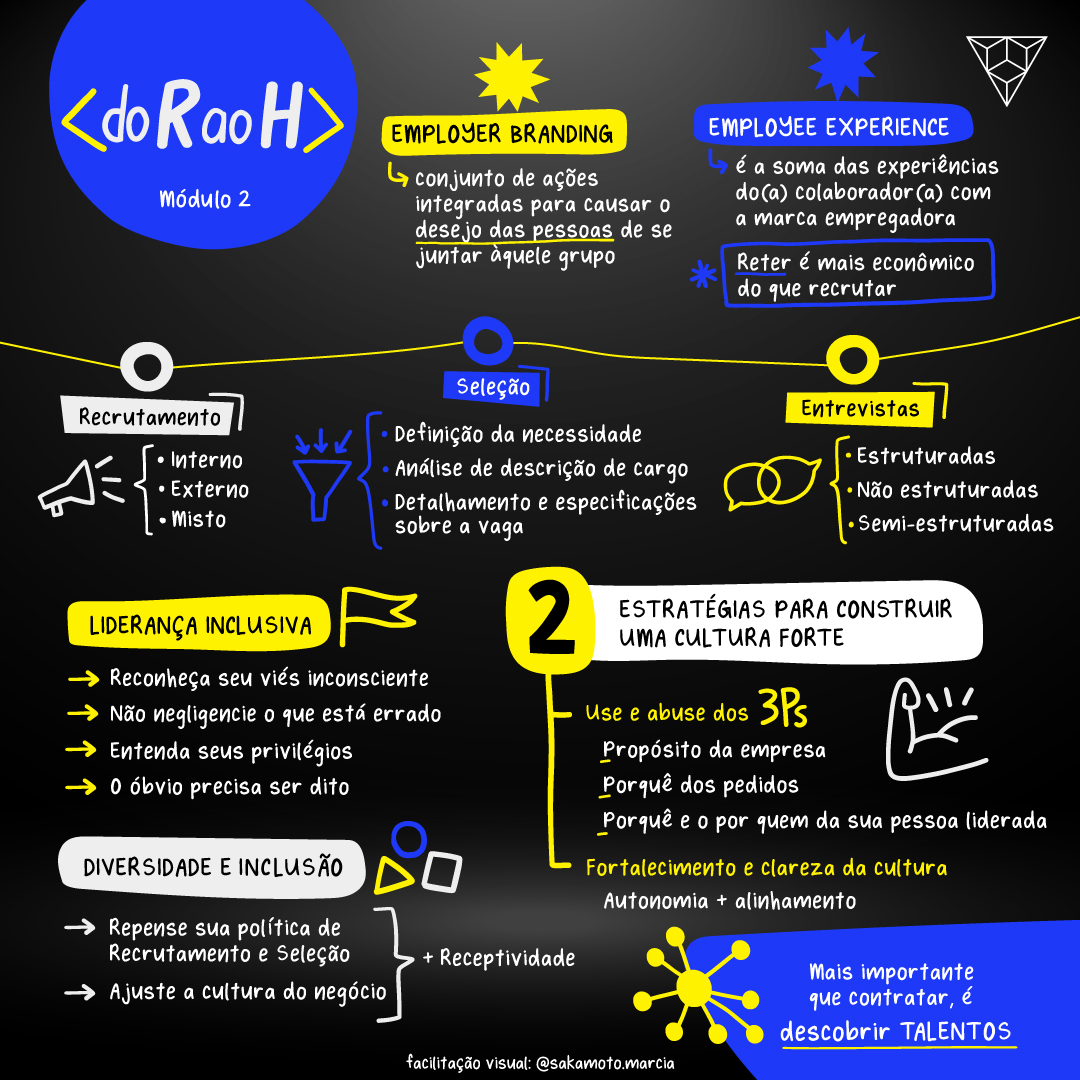 <doRaoH>
Módulo 2
EMPLOYER BRANDING
conjunto de ações
integradas para causar o
desejo das pessoas de se
juntar àquele grupo
EMPLOYEE EXPERIENCE
é a soma das experiências
do(a) colaborador(a) com
a marca empregadora
Reter é mais econômico
do que recrutar
Recrutamento
• Interno
• Externo
• Misto
Seleção
• Definição da necessidade
• Análise de descrição de cargo
• Detalhamento e especificações
sobre a vaga
Entrevistas
• Estruturadas
• Não estruturadas
• Semi-estruturadas
LIDERANÇA INCLUSIVA
→ Reconheça seu viés inconsciente
→ Não negligencie o que está errado
→ Entenda seus privilégios
→ O óbvio precisa ser dito
DIVERSIDADE E INCLUSÃO
→ Repense sua política de
Recrutamento e Seleção
→ Ajuste a cultura do negócio
+ Receptividade
2 ESTRATÉGIAS PARA CONSTRUIR
UMA CULTURA FORTE
Use e abuse dos 3Ps
Propósito da empresa
Porquê dos pedidos
Porquê e o por quem da sua pessoa liderada
Fortalecimento e clareza da cultura
Autonomia + alinhamento
Mais importante
que contratar, é
descobrir TALENTOS
facilitação visual: @sakamoto.marcia